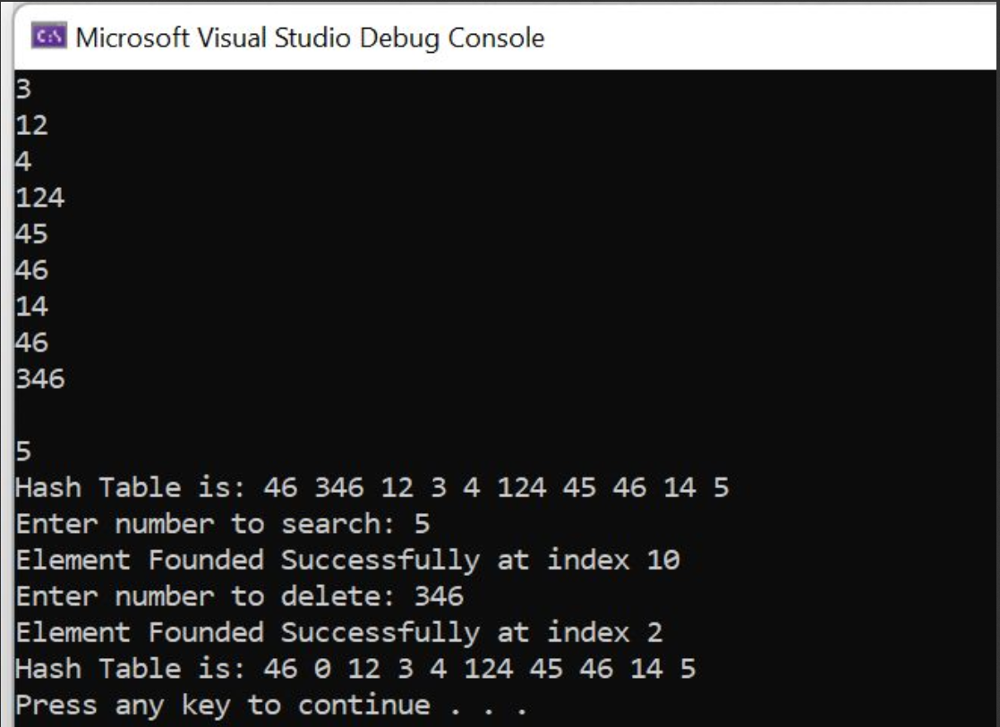 C:\
Microsoft Visual Studio Debug Console
3
12
4
124
45
46
14
46
346
5
Hash Table is: 46 346 12 3 4 124 45 46 14 5
Enter number to search: 5
Element Founded Successfully at index 10
Enter number to delete: 346
Element Founded Successfully at index 2
Hash Table is: 46 0 12 3 4 124 45 46 14 5
Press any key to continue . . .